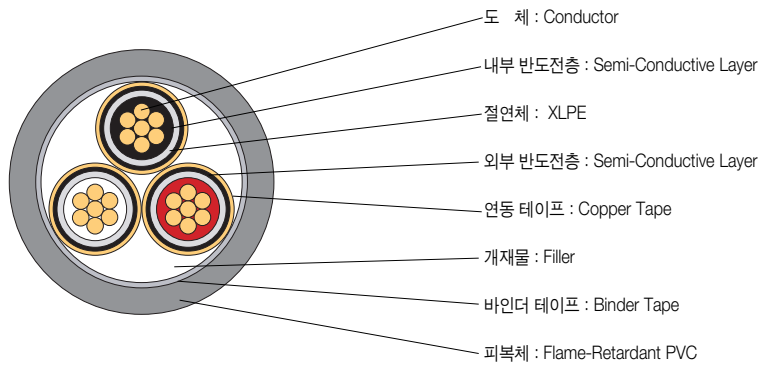 도 체 : Conductor
내부 반도전층 : Semi-Conductive Layer
절연체 : XLPE
외부 반도전층 : Semi-Conductive Layer
연동 테이프 : Copper Tape
개재물 : Filler
바인더 테이프 : Binder Tape
피복체 : Flame-Retardant PVC